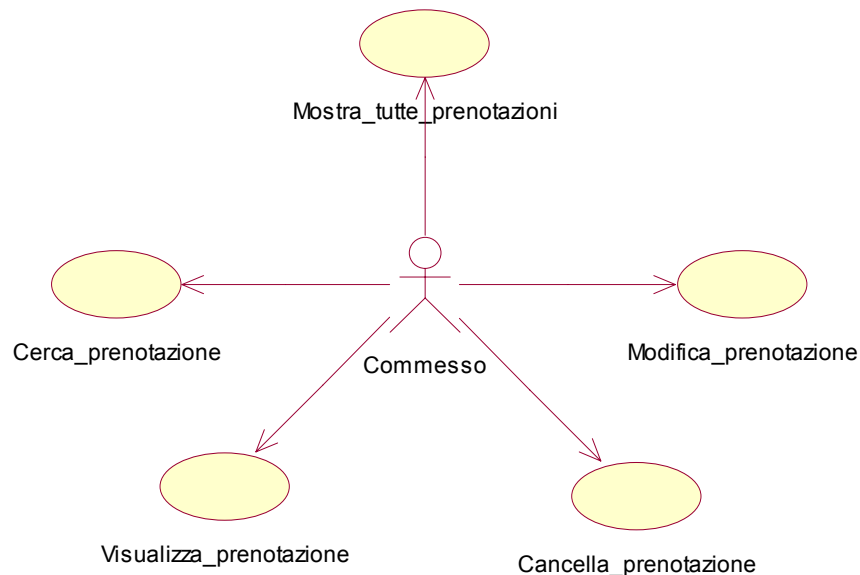 Mostra_tutte_prenotazioni
Cerca_prenotazione
Commesso
Modifica_prenotazione
Visualizza_prenotazione
Cancella_prenotazione